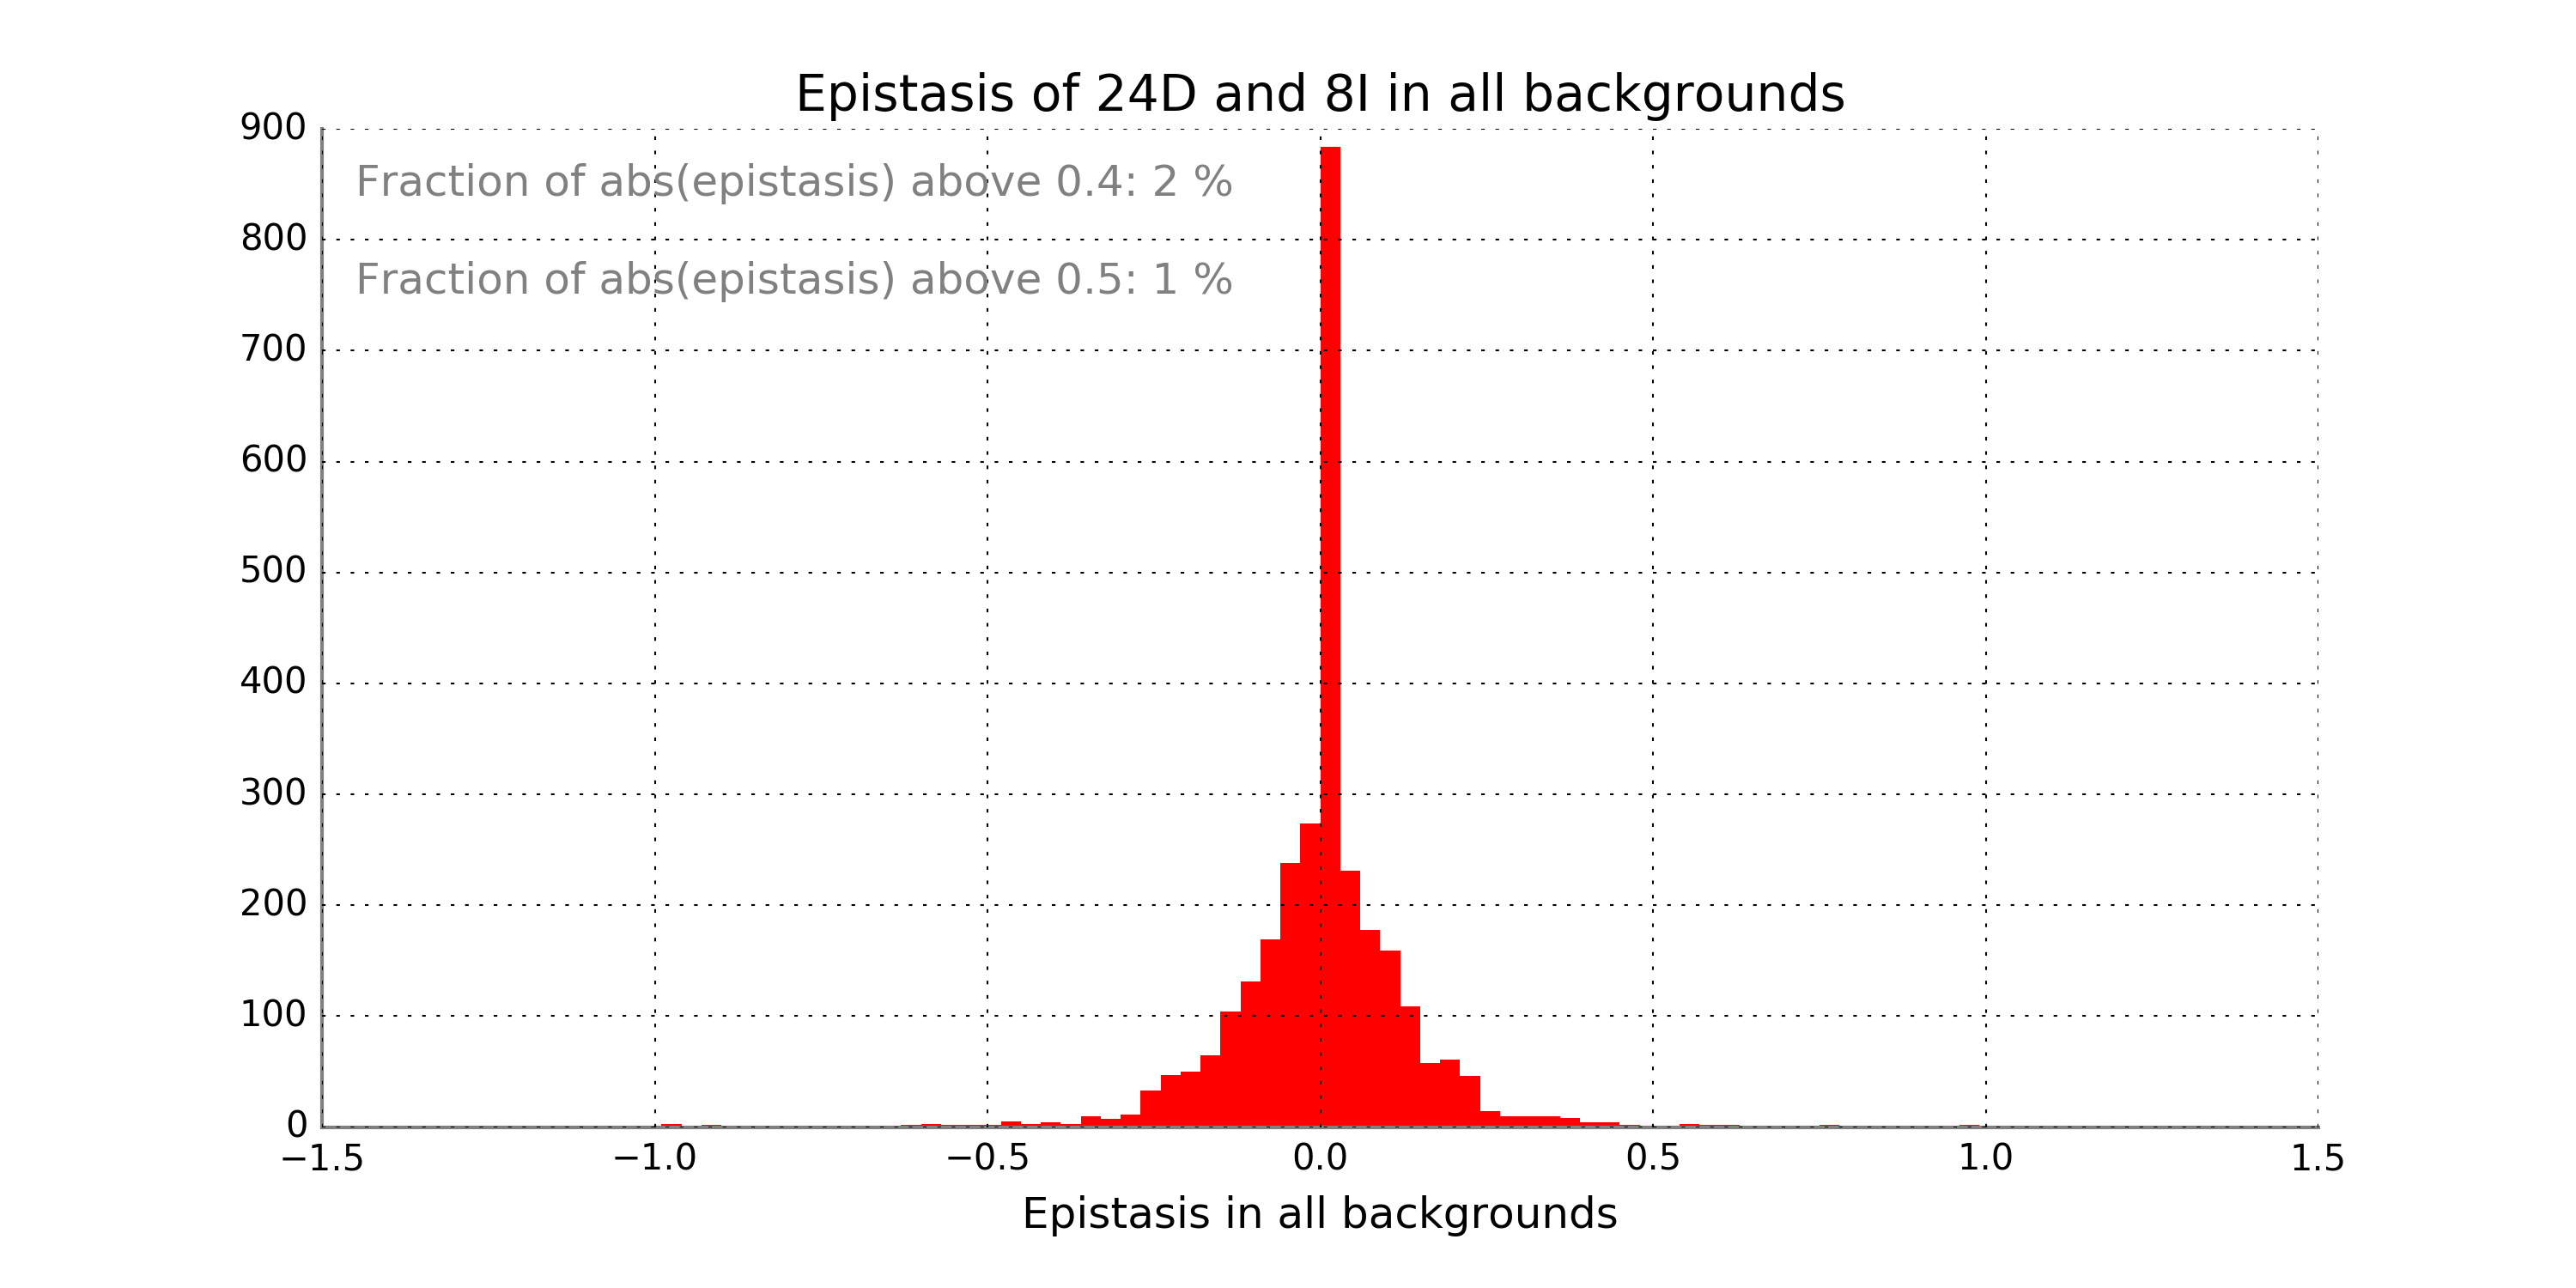 Epistasis of 24D and 8I in all backgrounds
900
Fraction of abs(epistasis) above 0.4: 2 %
800
Fraction of abs(epistasis) above 0.5: 1 %
700
600
500
400
300
200
100
0
−1.5 −1.0 −0.5 0.0 0.5 1.0 1.5
Epistasis in all backgrounds